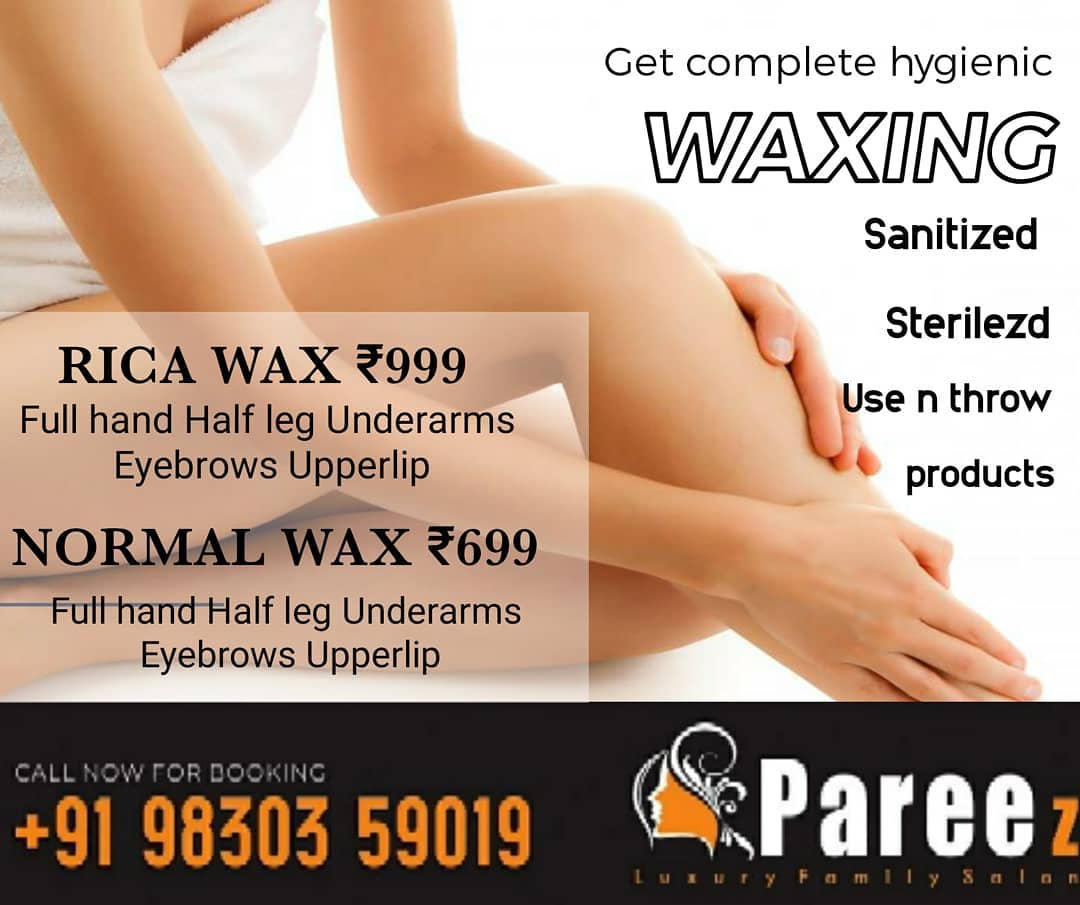 Get complete hygienic
WAXING
Sanitized
Sterilezd
Use n throw
products
RICA WAX ₹999
Full hand Half leg Underarms
Eyebrows Upperlip
NORMAL WAX ₹699
Full hand Half leg Underarms
Eyebrows Upperlip
CALL NOW FOR BOOKING
+91 98303 59019
Paree z
Luxury Family Salon